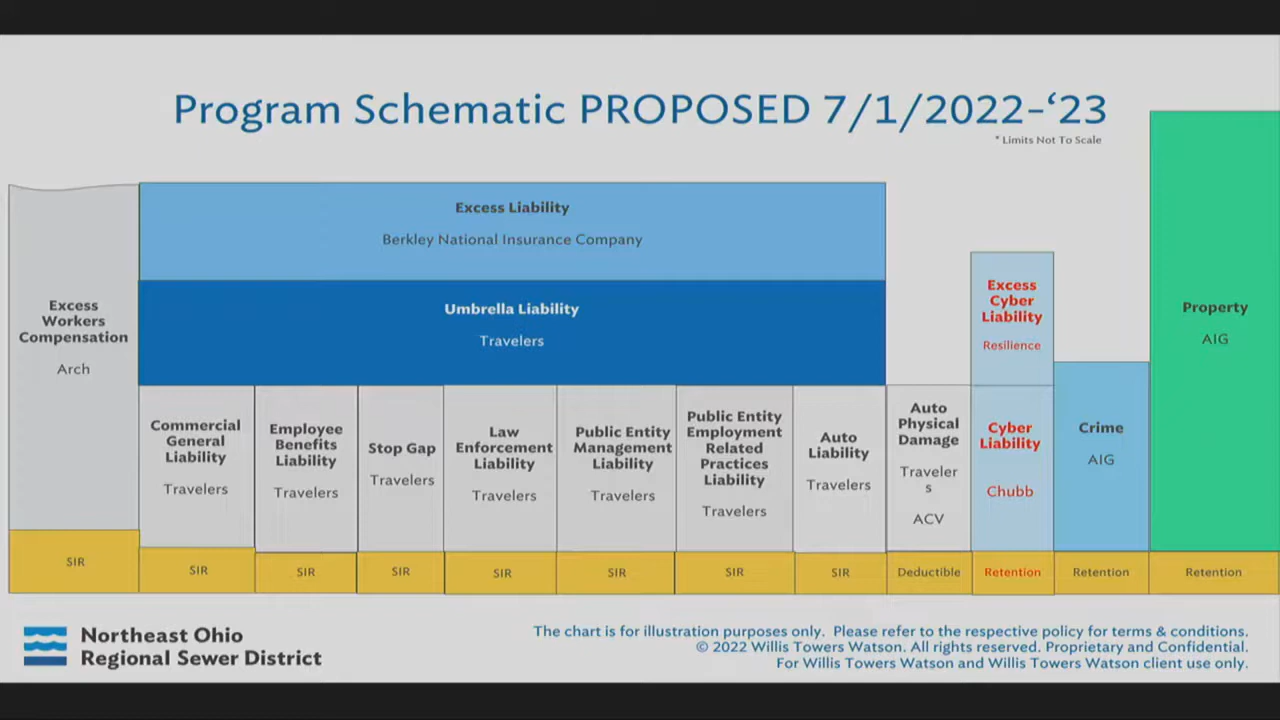 Program Schematic PROPOSED 7/1/2022-‘23
* Limits Not To Scale
Excess Liability
Berkley National Insurance Company
Umbrella Liability
Travelers
Excess
Workers
Compensation
Arch
Commercial
General
Liability
Travelers
Employee
Benefits
Liability
Travelers
Stop Gap
Travelers
Law
Enforcement
Liability
Travelers
Public Entity
Management
Liability
Travelers
Public Entity
Employment
Related
Practices
Liability
Travelers
Auto
Liability
Travelers
Auto
Physical
Damage
Traveler
s
ACV
Excess
Cyber
Liability
Resilience
Cyber
Liability
Chubb
Crime
AIG
Property
AIG
SIR
SIR
SIR
SIR
SIR
SIR
SIR
SIR
Deductible
Retention
Retention
Retention
Northeast Ohio
Regional Sewer District
The chart is for illustration purposes only.  Please refer to the respective policy for terms & conditions.
© 2022 Willis Towers Watson. All rights reserved. Proprietary and Confidential.
For Willis Towers Watson and Willis Towers Watson client use only.